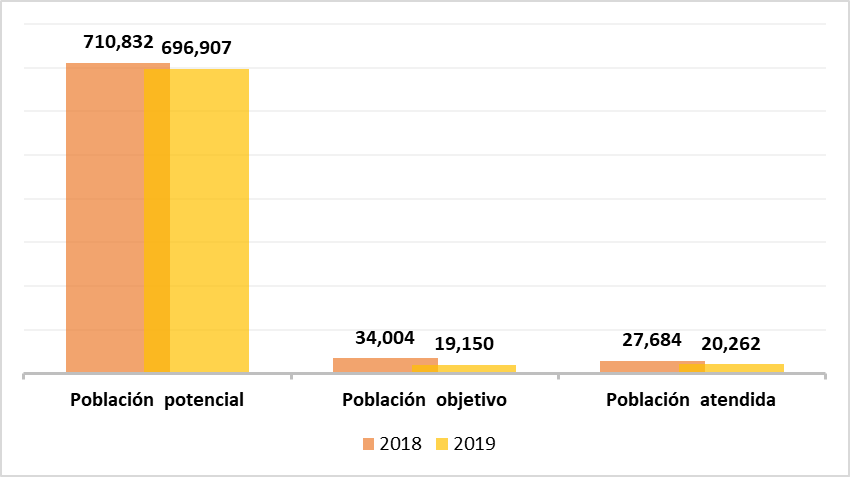 710,832 696,907
34,004 19,150
27,684 20,262
Población potencial
Población objetivo
Población atendida
2018 2019